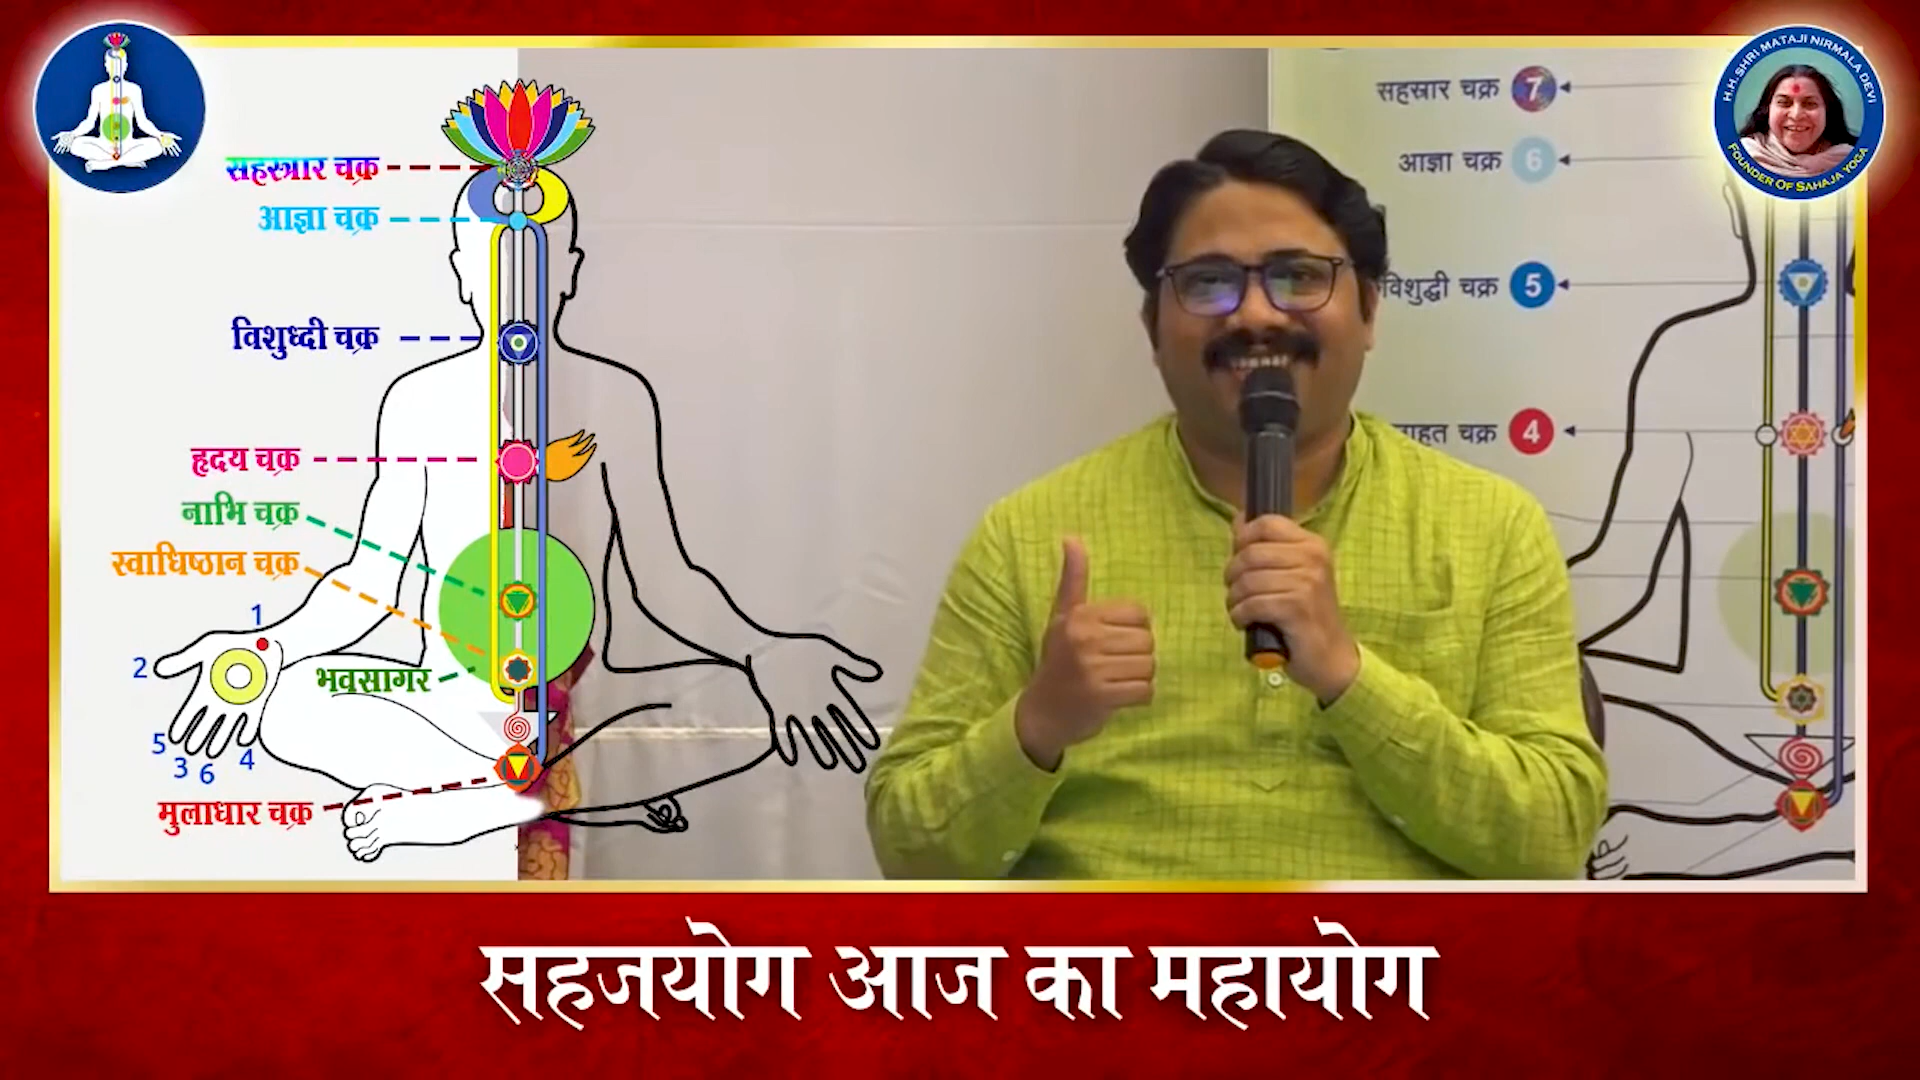 सहस्त्रार चक्र
आज्ञा चक्र
विशुध्दी चक्र
हृदय चक्र
नाभि चक्र
स्वाधिष्ठान चक्र
1
2
भवसागर
5
3
6
4
मुलाधार चक्र
सहस्रार चक्र 7
आज्ञा चक्र 6
विशुद्धी चक्र 5
चक्र 4
H.H. SHRI MATAJI NIRMALA DEVI
FOUNDER OF SAHAJA YOGA
सहजयोग आज का महायोग